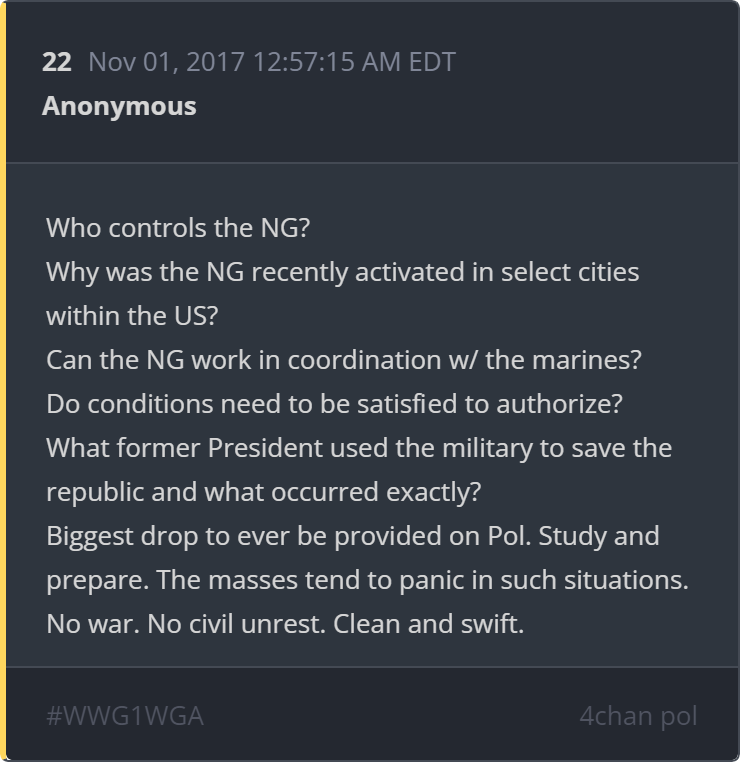 22 Nov 01, 2017 12:57:15 AM EDT
Anonymous
Who controls the NG?
Why was the NG recently activated in select cities
within the US?
Can the NG work in coordination w/ the marines?
Do conditions need to be satisfied to authorize?
What former President used the military to save the
republic and what occurred exactly?
Biggest drop to ever be provided on Pol. Study and
prepare. The masses tend to panic in such situations.
No war. No civil unrest. Clean and swift.
#WWG1WGA 4chan pol